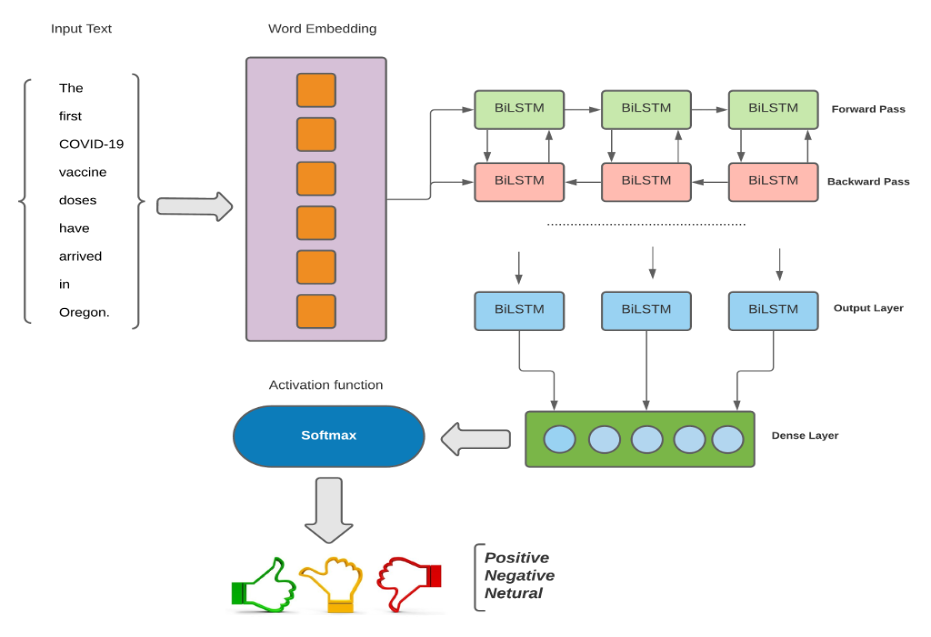 Input Text
Word Embedding
The
first
COVID-19
vaccine
doses
have
arrived
in
Oregon.
BiLSTM
BiLSTM
BiLSTM
Forward Pass
BiLSTM
BiLSTM
BiLSTM
Backward Pass
BiLSTM
BiLSTM
BiLSTM
Output Layer
Activation function
Softmax
Dense Layer
Positive
Negative
Netural